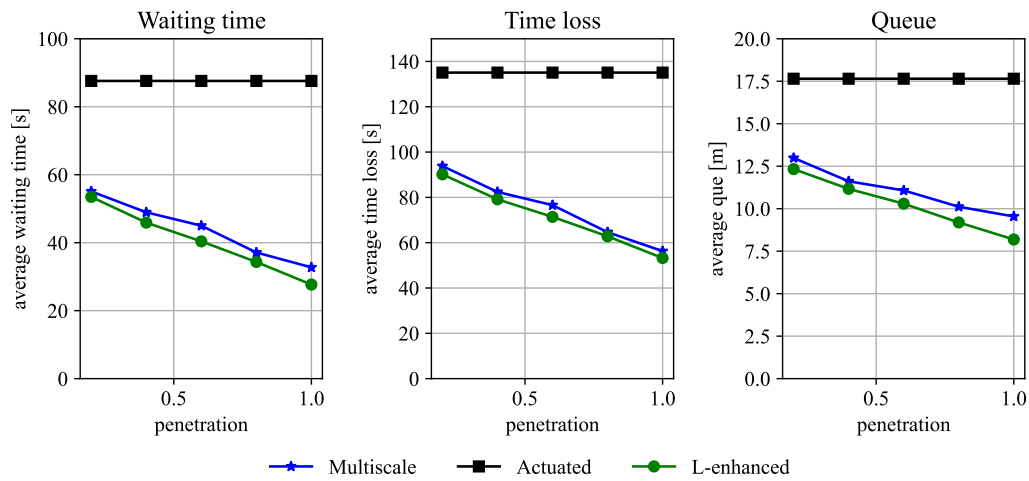 Waiting time
100
80
60
40
20
0
average waiting time [s]
0.5
1.0
penetration
Time loss
140
120
100
80
60
40
20
0
average time loss [s]
0.5
1.0
penetration
Queue
20.0
17.5
15.0
12.5
10.0
7.5
5.0
2.5
0.0
average que [m]
0.5
1.0
penetration
Multiscale
Actuated
L-enhanced